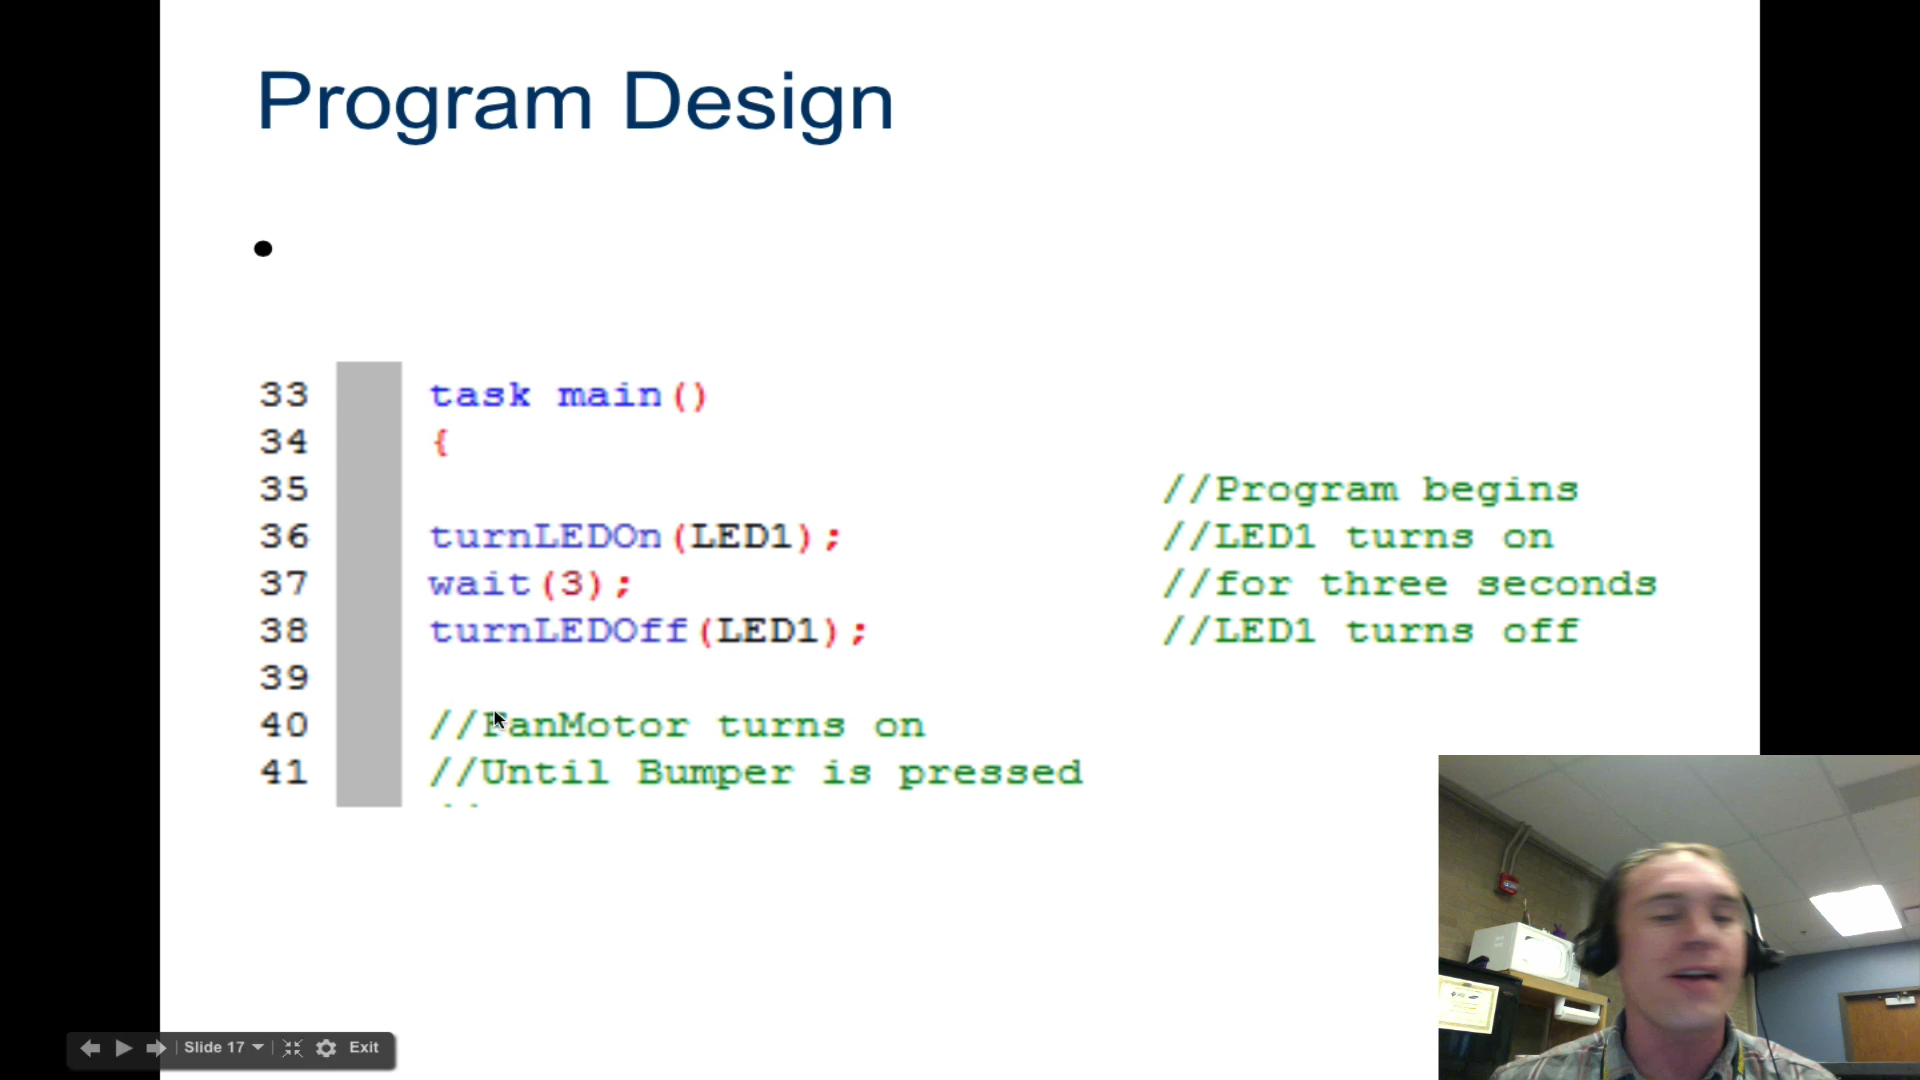 Program Design
•
33 task main()
34 {
35 //Program begins
36 turnLEDOn(LED1); //LED1 turns on
37 wait(3); //for three seconds
38 turnLEDOff(LED1); //LED1 turns off
39
40 //FanMotor turns on
41 //Until Bumper is pressed
Slide 17 Exit